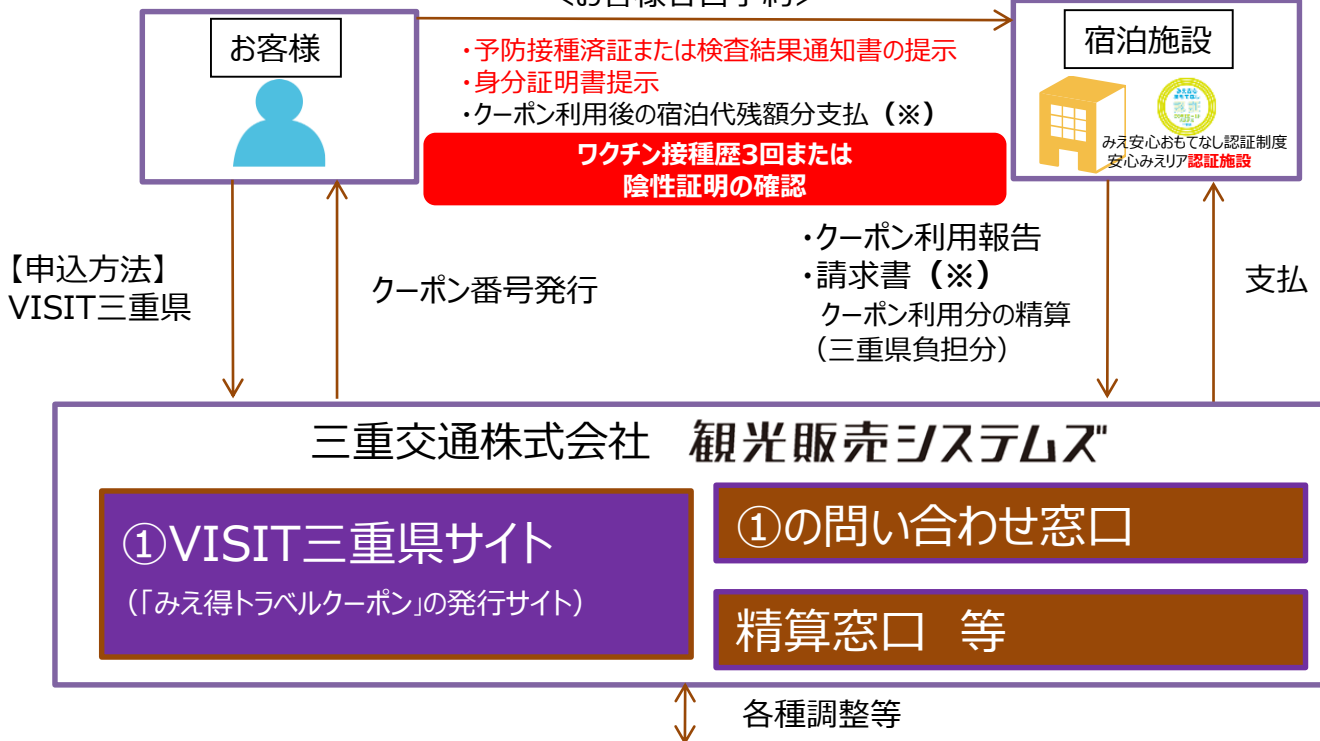 <お客様各自予約>
お客様
・予防接種済証または検査結果通知書の提示
・身分証明書提示
・クーポン利用後の宿泊代残額分支払（※）
ワクチン接種歴3回または
陰性証明の確認
宿泊施設
みえ安心おもてなし認証制度
安心みえリア認証施設
【申込方法】
VISIT三重県
クーポン番号発行
・クーポン利用報告
・請求書（※）
クーポン利用分の精算
（三重県負担分）
支払
三重交通株式会社 観光販売システムズ
①VISIT三重県サイト
（「みえ得トラベルクーポン」の発行サイト）
①の問い合わせ窓口
精算窓口 等
各種調整等